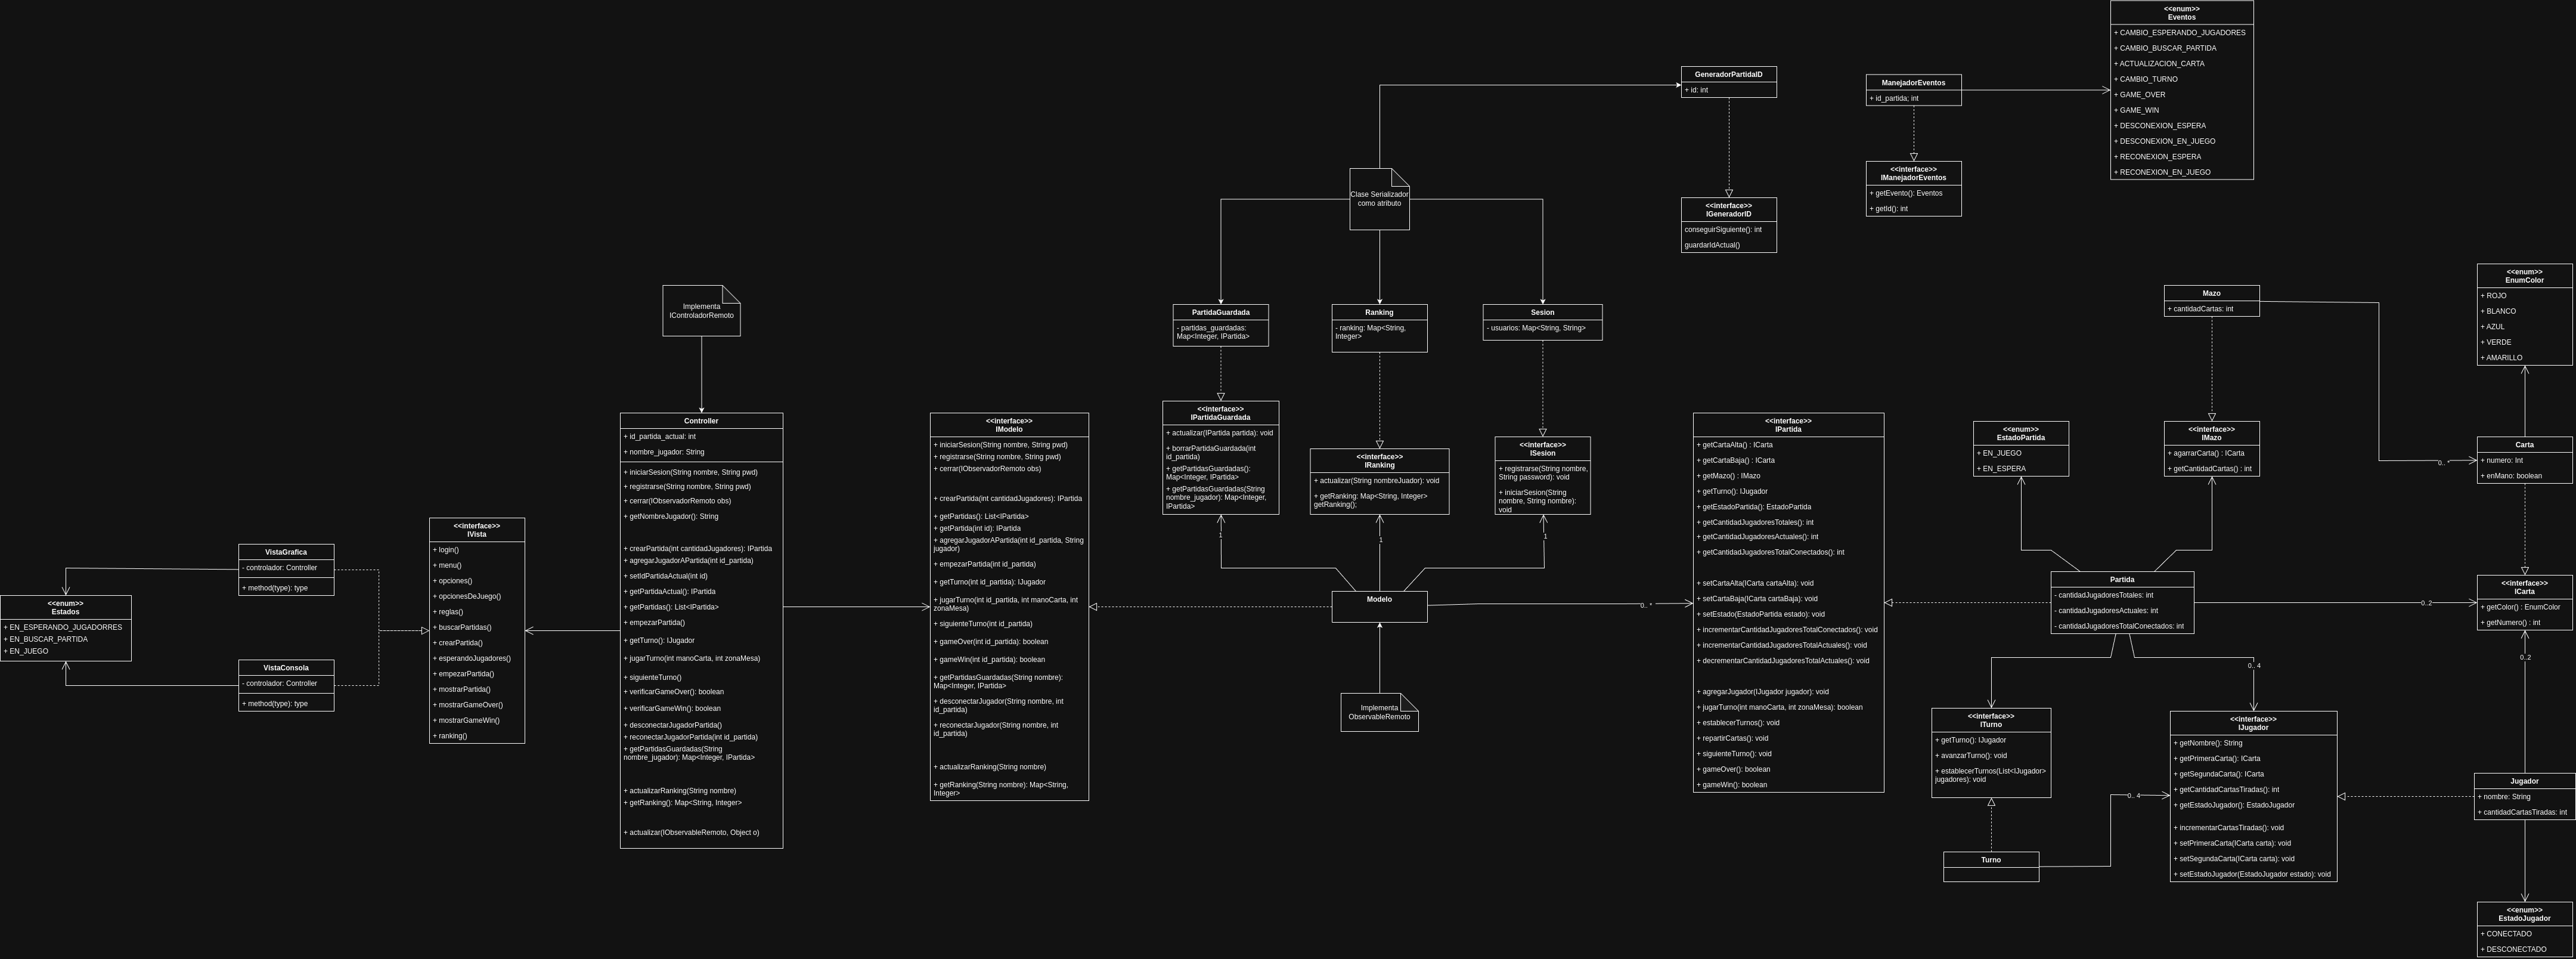 <<enum>>
Eventos
+ CAMBIO_ESPERANDO_JUGADORES
+ CAMBIO_BUSCAR_PARTIDA
+ ACTUALIZACION_CARTA
+ CAMBIO_TURNO
+ GAME_OVER
+ GAME_WIN
+ DESCONEXION_ESPERA
+ DESCONEXION_EN_JUEGO
+ RECONEXION_ESPERA
+ RECONEXION_EN_JUEGO
GeneradorPartidaID
+ id: int
ManejadorEventos
+ id_partida; int
<<interface>>
IManejadorEventos
+ getEvento(): Eventos
+ getId(): int
Clase Serializador
como atributo
<<interface>>
IGeneradorID
conseguirSiguiente(): int
guardarIdActual()
<<enum>>
EnumColor
+ ROJO
+ BLANCO
+ AZUL
+ VERDE
+ AMARILLO
Implementa
IControladorRemoto
Mazo
+ cantidadCartas: int
PartidaGuardada
- partidas_guardadas:
Map<Integer, IPartida>
Ranking
- ranking: Map<String,
Integer>
Sesion
- usuarios: Map<String, String>
<<interface>>
IPartidaGuardada
+ actualizar(IPartida partida): void
+ borrarPartidaGuardada(int
id_partida)
+ getPartidasGuardadas():
Map<Integer, IPartida>
+ getPartidasGuardadas(String
nombre_jugador): Map<Integer,
IPartida>
<<interface>>
IRanking
+ actualizar(String nombreJuador): void
+ getRanking: Map<String, Integer>
getRanking();
<<interface>>
ISesion
+ registrarse(String nombre,
String password): void
+ iniciarSesion(String
nombre, String nombre):
void
1
1
1
Controller
+ id_partida_actual: int
+ nombre_jugador: String
+ iniciarSesion(String nombre, String pwd)
+ registrarse(String nombre, String pwd)
+ cerrar(IObservadorRemoto obs)
+ getNombreJugador(): String
+ crearPartida(int cantidadJugadores): IPartida
+ agregarJugadorAPartida(int id_partida)
+ setIdPartidaActual(int id)
+ getPartidaActual(): IPartida
+ getPartidas(): List<IPartida>
+ empezarPartida()
+ getTurno(): IJugador
+ jugarTurno(int manoCarta, int zonaMesa)
+ siguienteTurno()
+ verificarGameOver(): boolean
+ verificarGameWin(): boolean
+ desconectarJugadorPartida()
+ reconectarJugadorPartida(int id_partida)
+ getPartidasGuardadas(String
nombre_jugador): Map<Integer, IPartida>
+ actualizarRanking(String nombre)
+ getRanking(): Map<String, Integer>
+ actualizar(IObservableRemoto, Object o)
<<interface>>
IModelo
+ iniciarSesion(String nombre, String pwd)
+ registrarse(String nombre, String pwd)
+ cerrar(IObservadorRemoto obs)
+ crearPartida(int cantidadJugadores): IPartida
+ getPartidas(): List<IPartida>
+ getPartida(int id): IPartida
+ agregarJugadorAPartida(int id_partida, String
jugador)
+ empezarPartida(int id_partida)
+ getTurno(int id_partida): IJugador
+ jugarTurno(int id_partida, int manoCarta, int
zonaMesa)
+ siguienteTurno(int id_partida)
+ gameOver(int id_partida): boolean
+ gameWin(int id_partida): boolean
+ getPartidasGuardadas(String nombre):
Map<Integer, IPartida>
+ desconectarJugador(String nombre, int
id_partida)
+ reconectarJugador(String nombre, int
id_partida)
+ actualizarRanking(String nombre)
+ getRanking(String nombre): Map<String,
Integer>
<<interface>>
IPartida
+ getCartaAlta() : ICarta
+ getCartaBaja() : ICarta
+ getMazo() : IMazo
+ getTurno(): IJugador
+ getEstadoPartida(): EstadoPartida
+ getCantidadJugadoresTotales(): int
+ getCantidadJugadoresActuales(): int
+ getCantidadJugadoresTotalConectados(): int
+ setCartaAlta(ICarta cartaAlta): void
+ setCartaBaja(ICarta cartaBaja): void
+ setEstado(EstadoPartida estado): void
+ incrementarCantidadJugadoresTotalConectados(): void
+ incrementarCantidadJugadoresTotalActuales(): void
+ decrementarCantidadJugadoresTotalActuales(): void
+ agregarJugador(IJugador jugador): void
+ jugarTurno(int manoCarta, int zonaMesa): boolean
+ establecerTurnos(): void
+ repartirCartas(): void
+ siguienteTurno(): void
+ gameOver(): boolean
+ gameWin(): boolean
<<enum>>
EstadoPartida
+ EN_JUEGO
+ EN_ESPERA
<<interface>>
IMazo
+ agarrarCarta() : ICarta
+ getCantidadCartas() : int
0.. *
Carta
+ numero: Int
+ enMano: boolean
<<interface>>
IVista
+ login()
+ menu()
+ opciones()
+ opcionesDeJuego()
+ reglas()
+ buscarPartidas()
+ crearPartida()
+ esperandoJugadores()
+ empezarPartida()
+ mostrarPartida()
+ mostrarGameOver()
+ mostrarGameWin()
+ ranking()
VistaGrafica
- controlador: Controller
+ method(type): type
<<enum>>
Estados
+ EN_ESPERANDO_JUGADORRES
+ EN_BUSCAR_PARTIDA
+ EN_JUEGO
VistaConsola
- controlador: Controller
+ method(type): type
Modelo
0.. *
Implementa
ObservableRemoto
Partida
- cantidadJugadoresTotales: int
- cantidadJugadoresActuales: int
- cantidadJugadoresTotalConectados: int
0..2
<<interface>>
ICarta
+ getColor() : EnumColor
+ getNumero() : int
0..2
0.. 4
<<interface>>
ITurno
+ getTurno(): IJugador
+ avanzarTurno(): void
+ establecerTurnos(List<IJugador>
jugadores): void
<<interface>>
IJugador
+ getNombre(): String
+ getPrimeraCarta(): ICarta
+ getSegundaCarta(): ICarta
+ getCantidadCartasTiradas(): int
+ getEstadoJugador(): EstadoJugador
+ incrementarCartasTiradas(): void
+ setPrimeraCarta(ICarta carta): void
+ setSegundaCarta(ICarta carta): void
+ setEstadoJugador(EstadoJugador estado): void
0.. 4
Turno
Jugador
+ nombre: String
+ cantidadCartasTiradas: int
<<enum>>
EstadoJugador
+ CONECTADO
+ DESCONECTADO